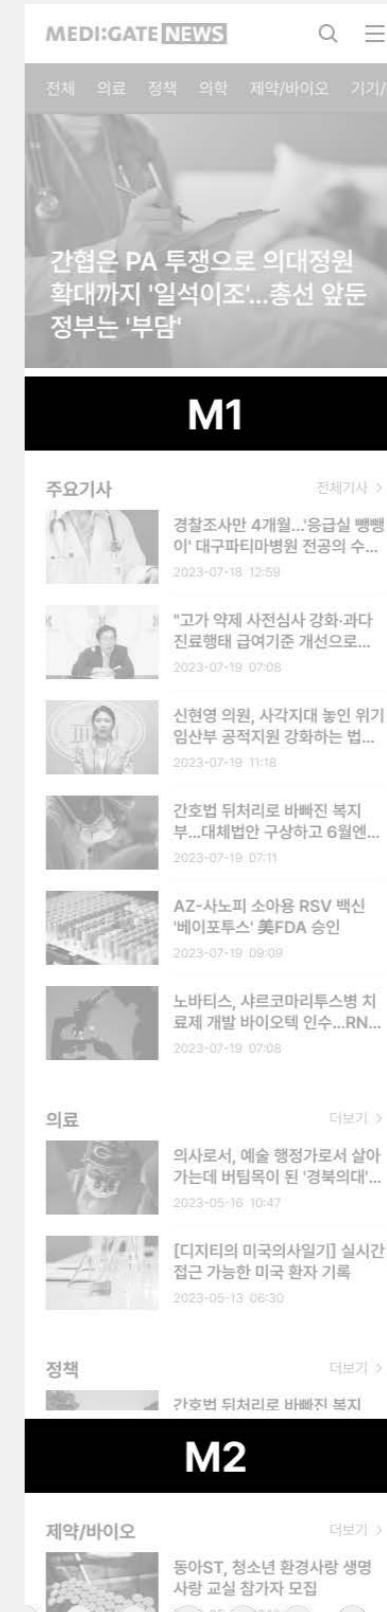 MEDI:GATE NEWS
전체 의료 정책 의학 제약/바이오 기기/
간협은 PA 투쟁으로 의대정원
확대까지 '일석이조'...총선 앞둔
정부는 '부담'
M1
주요기사 전체기사 >
경찰조사만 4개월...'응급실 뺑뺑
이' 대구파티마병원 전공의 수...
2023-07-18 12:59
"고가 약제 사전심사 강화·과다
진료행태 급여기준 개선으로...
2023-07-19 07:08
신현영 의원, 사각지대 놓인 위기
임산부 공적지원 강화하는 법...
2023-07-19 11:18
간호법 뒤처리로 바빠진 복지
부...대체법안 구상하고 6월엔...
2023-07-19 07:11
AZ-사노피 소아용 RSV 백신
'베이포투스' 美FDA 승인
2023-07-19 09:09
노바티스, 샤르코마리투스병 치
료제 개발 바이오텍 인수...RN...
2023-07-19 07:08
의료 더보기 >
의사로서, 예술 행정가로서 살아
가는데 버팀목이 된 '경북의대'...
2023-05-16 10:47
[디지티의 미국의사일기] 실시간
접근 가능한 미국 환자 기록
2023-05-13 06:30
정책 더보기 >
간호법 뒤처리로 바빠진 복지
M2
제약/바이오 더보기 >
동아ST, 청소년 환경사랑 생명
사랑 교실 참가자 모집